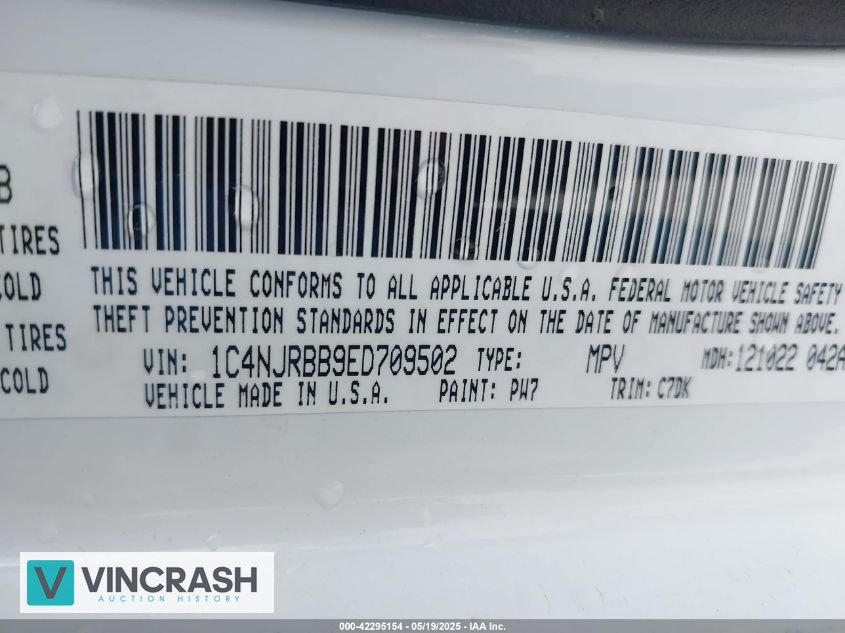 B
TIRES
COLD
TIRES
COLD
THIS VEHICLE CONFORMS TO ALL APPLICABLE U.S.A. FEDERAL MOTOR VEHICLE SAFETY
THEFT PREVENTION STANDARDS IN EFFECT ON THE DATE OF MANUFACTURE SHOWN ABOVE.
VIN: 1C4NJRBB9ED709502 TYPE: MPV MDH:121022 042A
VEHICLE MADE IN U.S.A. PAINT: PW7 TRIM: C7DK
V VINCRASH
AUCTION HISTORY
000-42295154 - 05/19/2025 - IAA Inc.